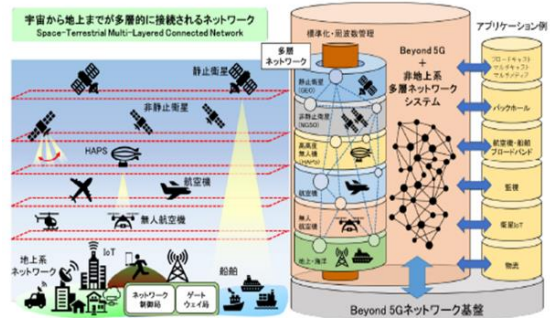 宇宙から地上までが多層的に接続されるネットワーク
Space-Terrestrial Multi-Layered Connected Network
静止衛星
非静止衛星
HAPS
航空機
無人航空機
地上系
ネットワーク
IoT
船舶
ネットワーク
制御局
ゲート
ウェイ局
多層
ネットワーク
標準化・周波数管理
静止衛星
(GEO)
非静止衛星
(NGSO)
高高度
無人機
(HAPS)
航空機
無人
航空機
地上・海洋
Beyond 5G
+
非地上系
多層ネットワーク
システム
Beyond 5Gネットワーク基盤
アプリケーション例
ブロードキャスト
マルチキャスト
マルチメディア
バックホール
航空機・船舶
ブロードバンド
監視
衛星IoT
物流